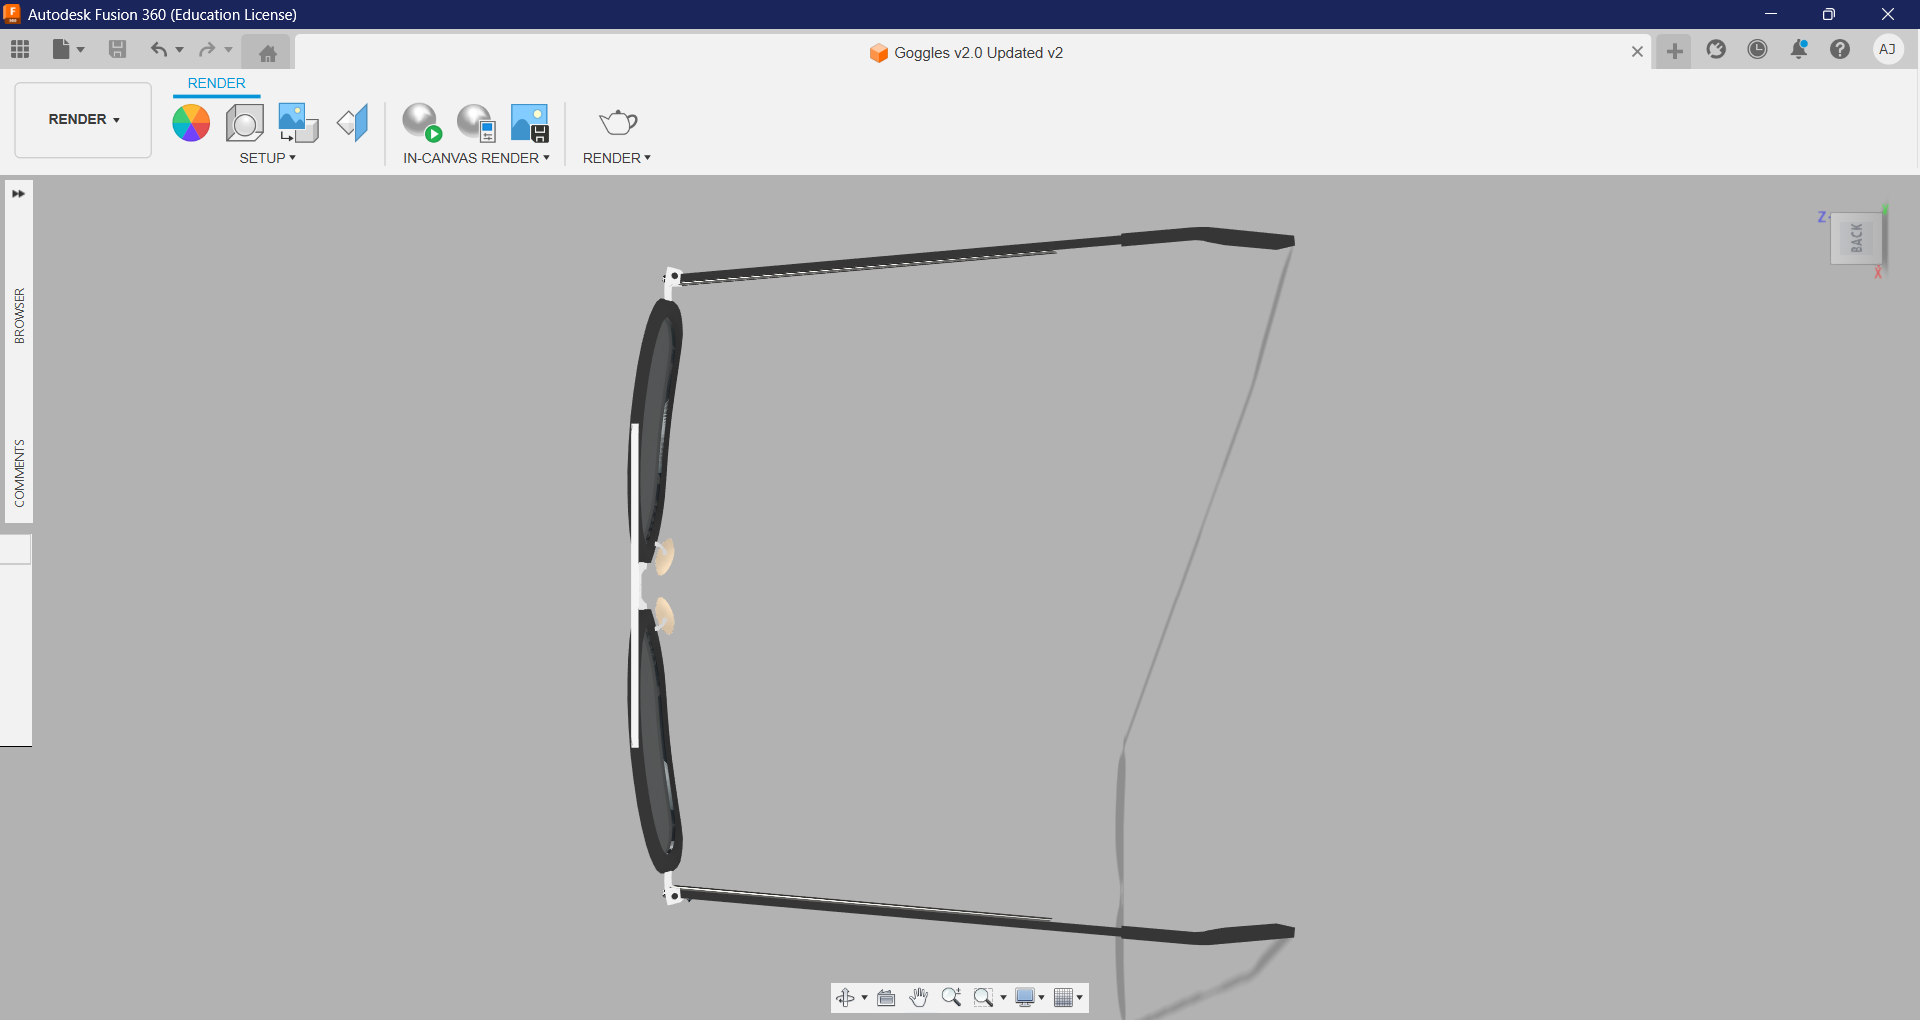 Autodesk Fusion 360 (Education License)
Goggles v2.0 Updated v2
AJ
RENDER
RENDER
SETUP
IN-CANVAS RENDER
RENDER
BROWSER
COMMENTS
Z
BACK
X